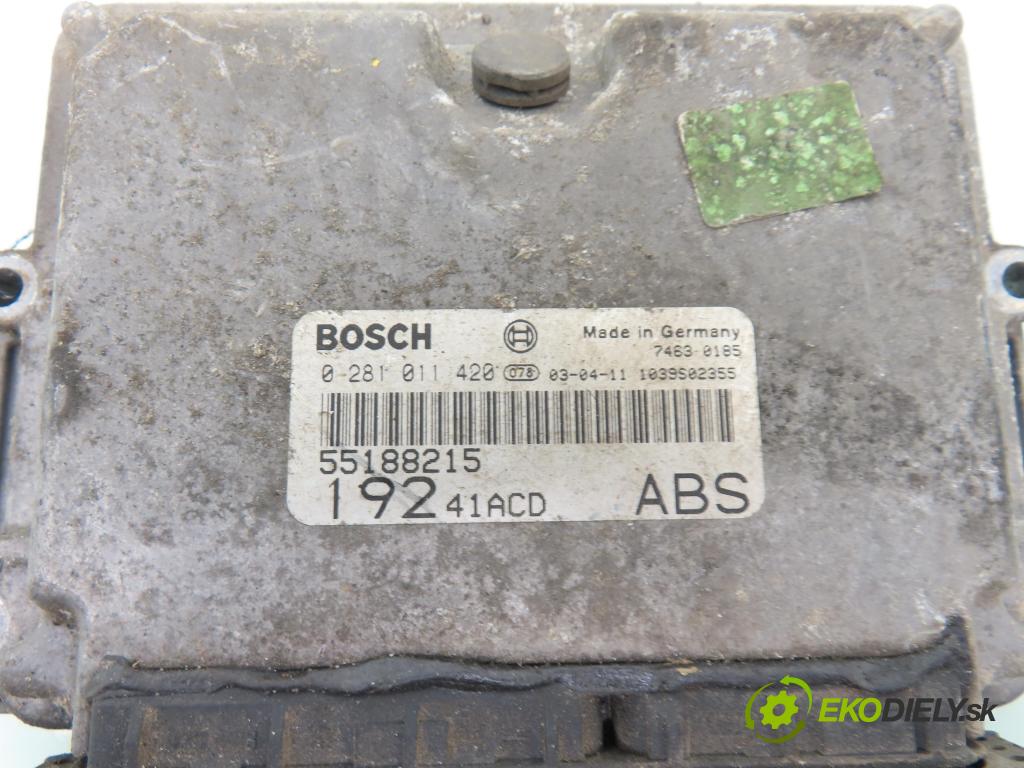 BOSCH Made in Germany
7463 0185
0 281 011 420 078 03-04-11 1039S02355
55188215
192 41ACD ABS
EKODIELY.sk